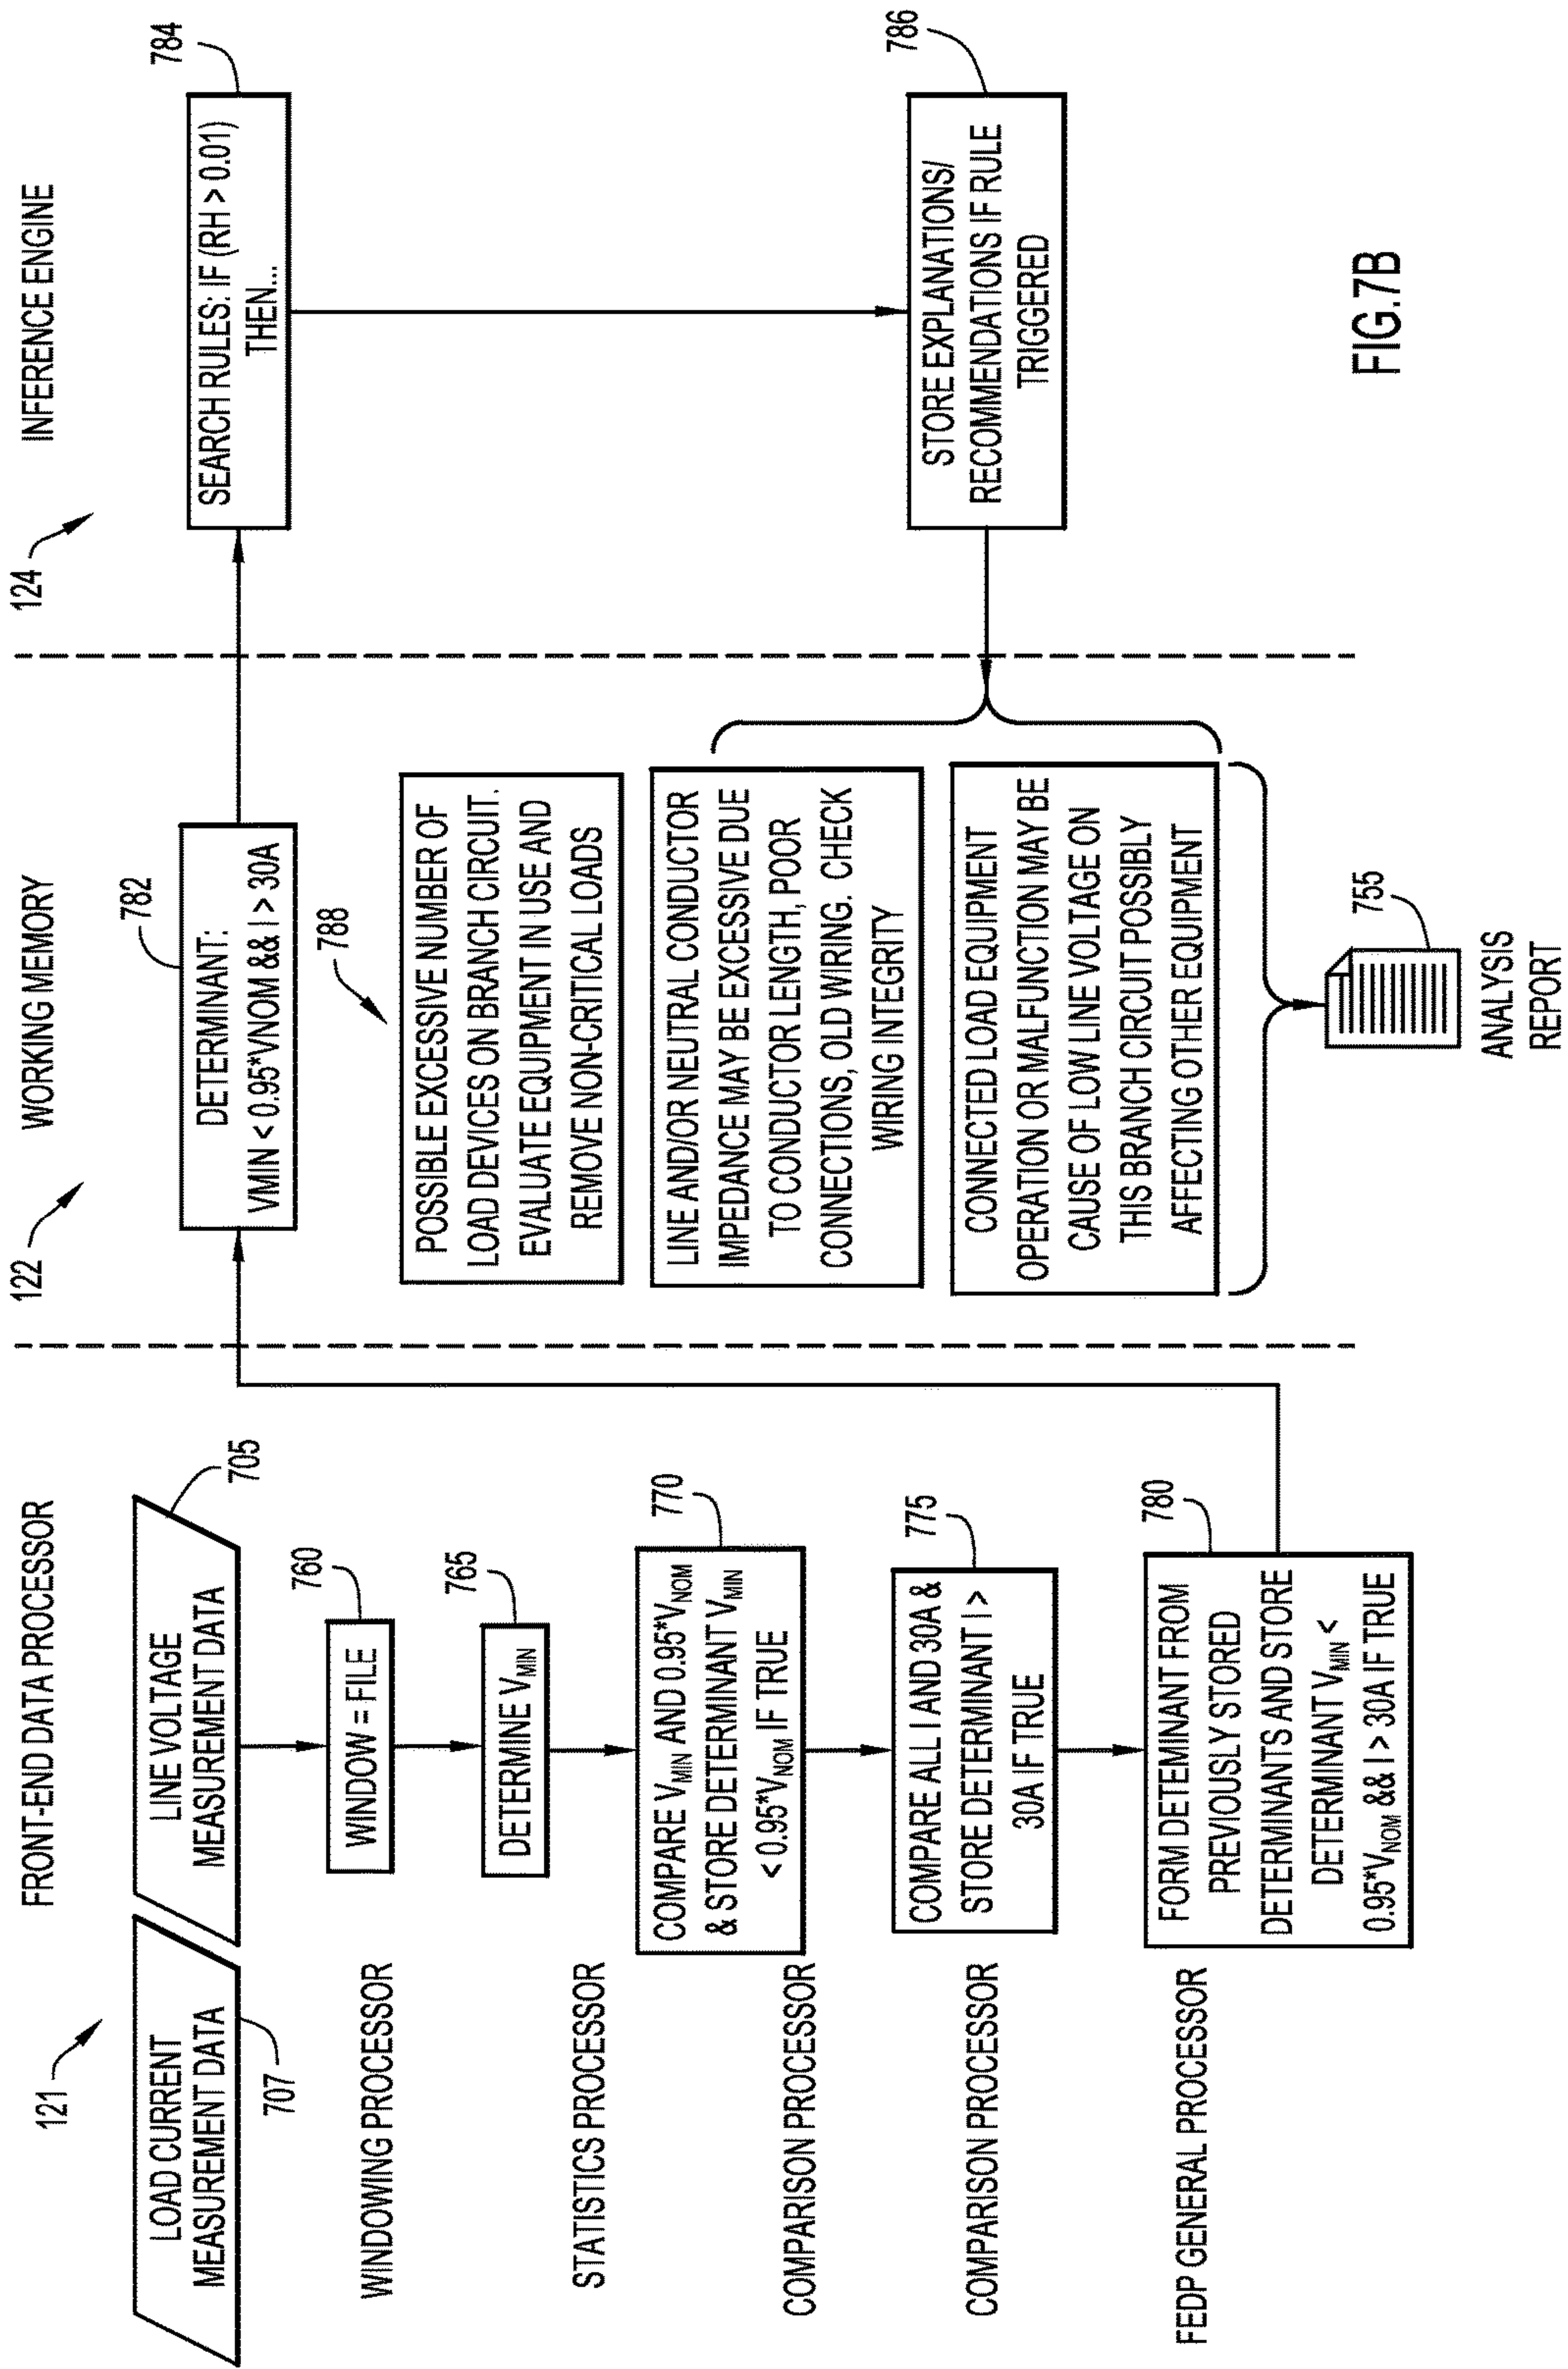 FRONT-END DATA PROCESSOR
121
LOAD CURRENT
MEASUREMENT DATA
707
LINE VOLTAGE
MEASUREMENT DATA
705
WINDOWING PROCESSOR
WINDOW = FILE
760
STATISTICS PROCESSOR
DETERMINE VMIN
765
COMPARISON PROCESSOR
COMPARE VMIN AND 0.95*VNOM
& STORE DETERMINANT VMIN
< 0.95*VNOM IF TRUE
770
COMPARISON PROCESSOR
COMPARE ALL I AND 30A &
STORE DETERMINANT I >
30A IF TRUE
775
FEDP GENERAL PROCESSOR
FORM DETEMINANT FROM
PREVIOUSLY STORED
DETERMINANTS AND STORE
DETERMINANT VMIN <
0.95*VNOM && I > 30A IF TRUE
780
WORKING MEMORY
122
782
DETERMINANT:
VMIN < 0.95*VNOM && I > 30A
788
POSSIBLE EXCESSIVE NUMBER OF
LOAD DEVICES ON BRANCH CIRCUIT.
EVALUATE EQUIPMENT IN USE AND
REMOVE NON-CRITICAL LOADS
LINE AND/OR NEUTRAL CONDUCTOR
IMPEDANCE MAY BE EXCESSIVE DUE
TO CONDUCTOR LENGTH, POOR
CONNECTIONS, OLD WIRING. CHECK
WIRING INTEGRITY
CONNECTED LOAD EQUIPMENT
OPERATION OR MALFUNCTION MAY BE
CAUSE OF LOW LINE VOLTAGE ON
THIS BRANCH CIRCUIT POSSIBLY
AFFECTING OTHER EQUIPMENT
755
ANALYSIS
REPORT
INFERENCE ENGINE
124
784
SEARCH RULES: IF (RH > 0.01)
THEN...
786
STORE EXPLANATIONS/
RECOMMENDATIONS IF RULE
TRIGGERED
FIG.7B